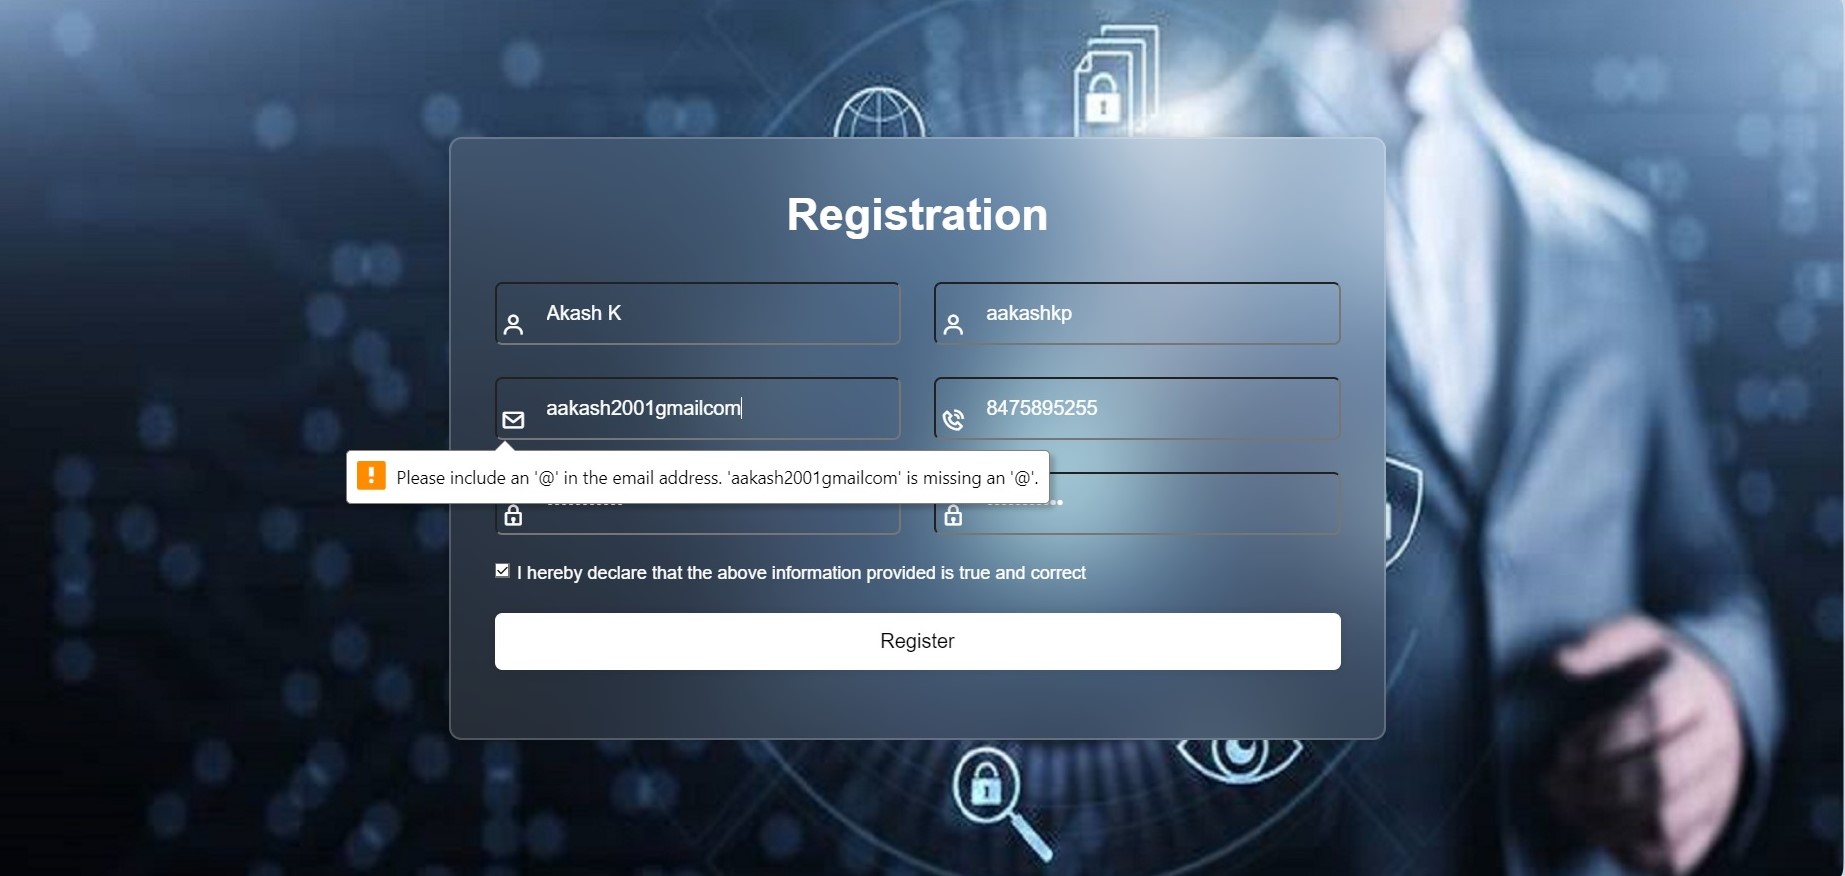 Registration
Akash K
aakashkp
aakash2001gmailcom
8475895255
Please include an '@' in the email address. 'aakash2001gmailcom' is missing an '@'.
I hereby declare that the above information provided is true and correct
Register